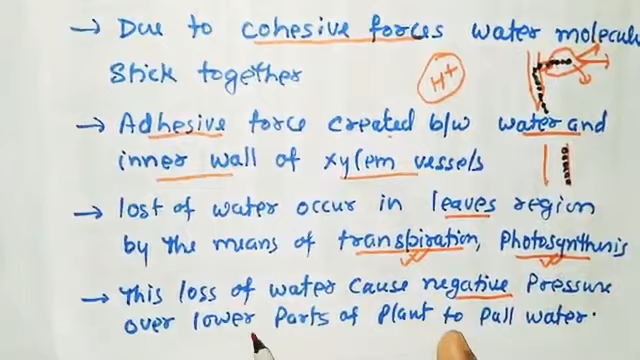 → Due to cohesive forces water molecule
Stick together
H+
→ Adhesive force created b/w water and
inner wall of xylem vessels
→ lost of water occur in leaves region
by the means of transpiration, Photosynthesis
→ This loss of water cause negative Pressure
over lower Parts of Plant to pull water.